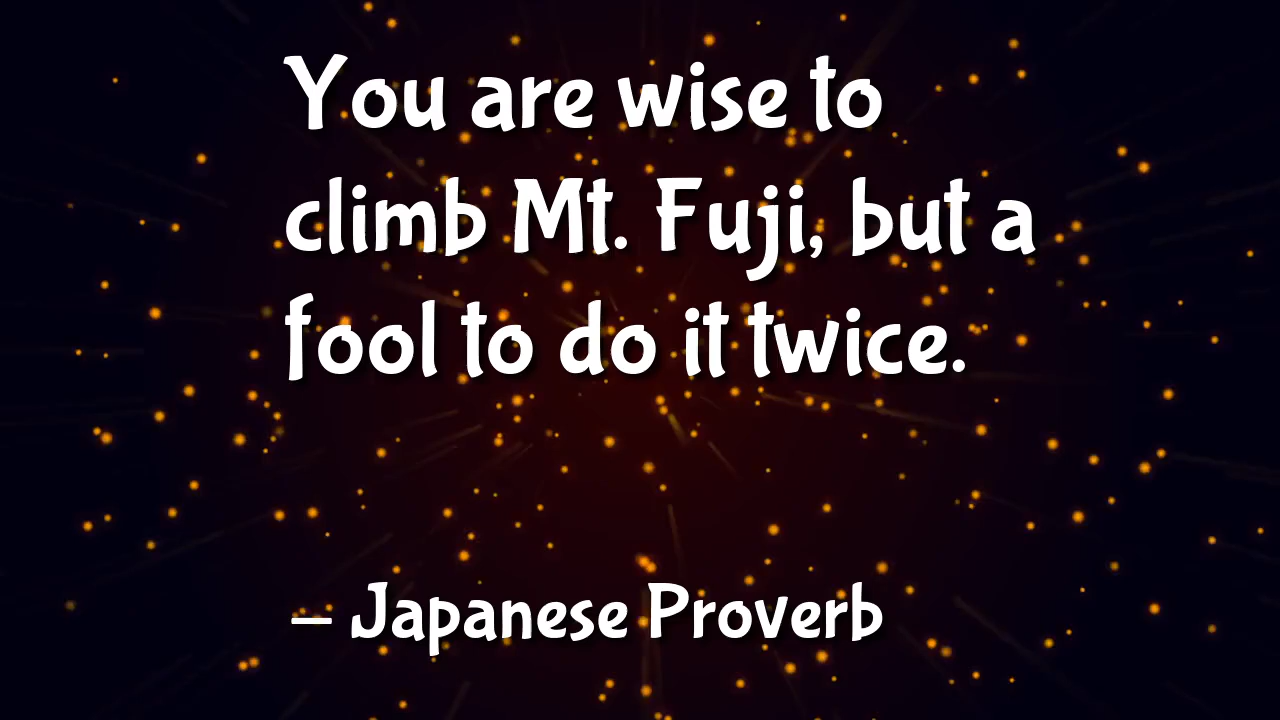 You are wise to
climb Mt. Fuji, but a
fool to do it twice.
— Japanese Proverb